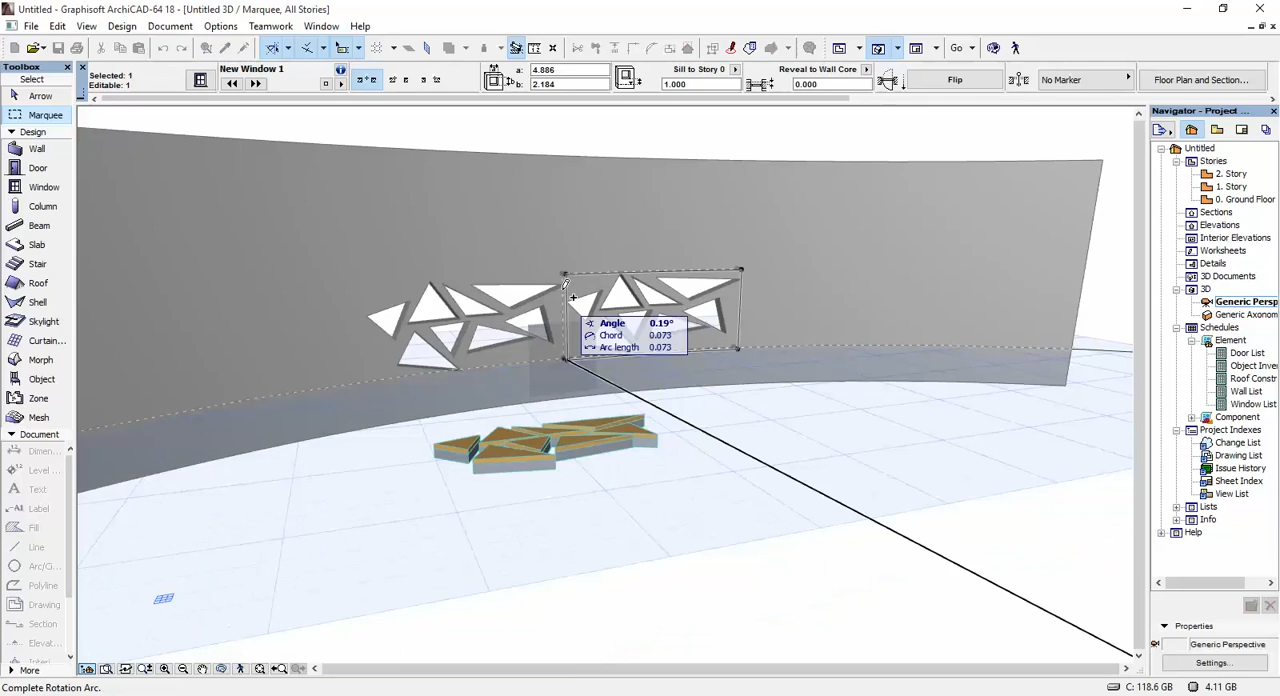 Untitled - Graphisoft ArchiCAD-64 18 - [Untitled 3D / Marquee, All Stories]
File Edit View Design Document Options Teamwork Window Help
Go
Toolbox
Select
Arrow
Marquee
Design
Wall
Door
Window
Column
Beam
Slab
Stair
Roof
Shell
Skylight
Curtain...
Morph
Object
Zone
Mesh
Document
Dimen...
Level ...
Text
Label
Fill
Line
Arc/Ci...
Polyline
Drawing
Section
Elevat...
More
Selected: 1
Editable: 1
New Window 1
a: 4.886
b: 2.184
Sill to Story 0
1.000
Reveal to Wall Core
0.000
Flip
No Marker
Floor Plan and Section...
Angle 0.19°
Chord 0.073
Arc length 0.073
Navigator - Project ...
Untitled
Stories
2. Story
1. Story
0. Ground Floor
Sections
Elevations
Interior Elevations
Worksheets
Details
3D Documents
3D
Generic Persp
Generic Axonom
Schedules
Element
Door List
Object Inve
Roof Constr
Wall List
Window List
Component
Project Indexes
Change List
Drawing List
Issue History
Sheet Index
View List
Lists
Info
Help
Properties
Generic Perspective
Settings...
Complete Rotation Arc.
C: 118.6 GB
4.11 GB